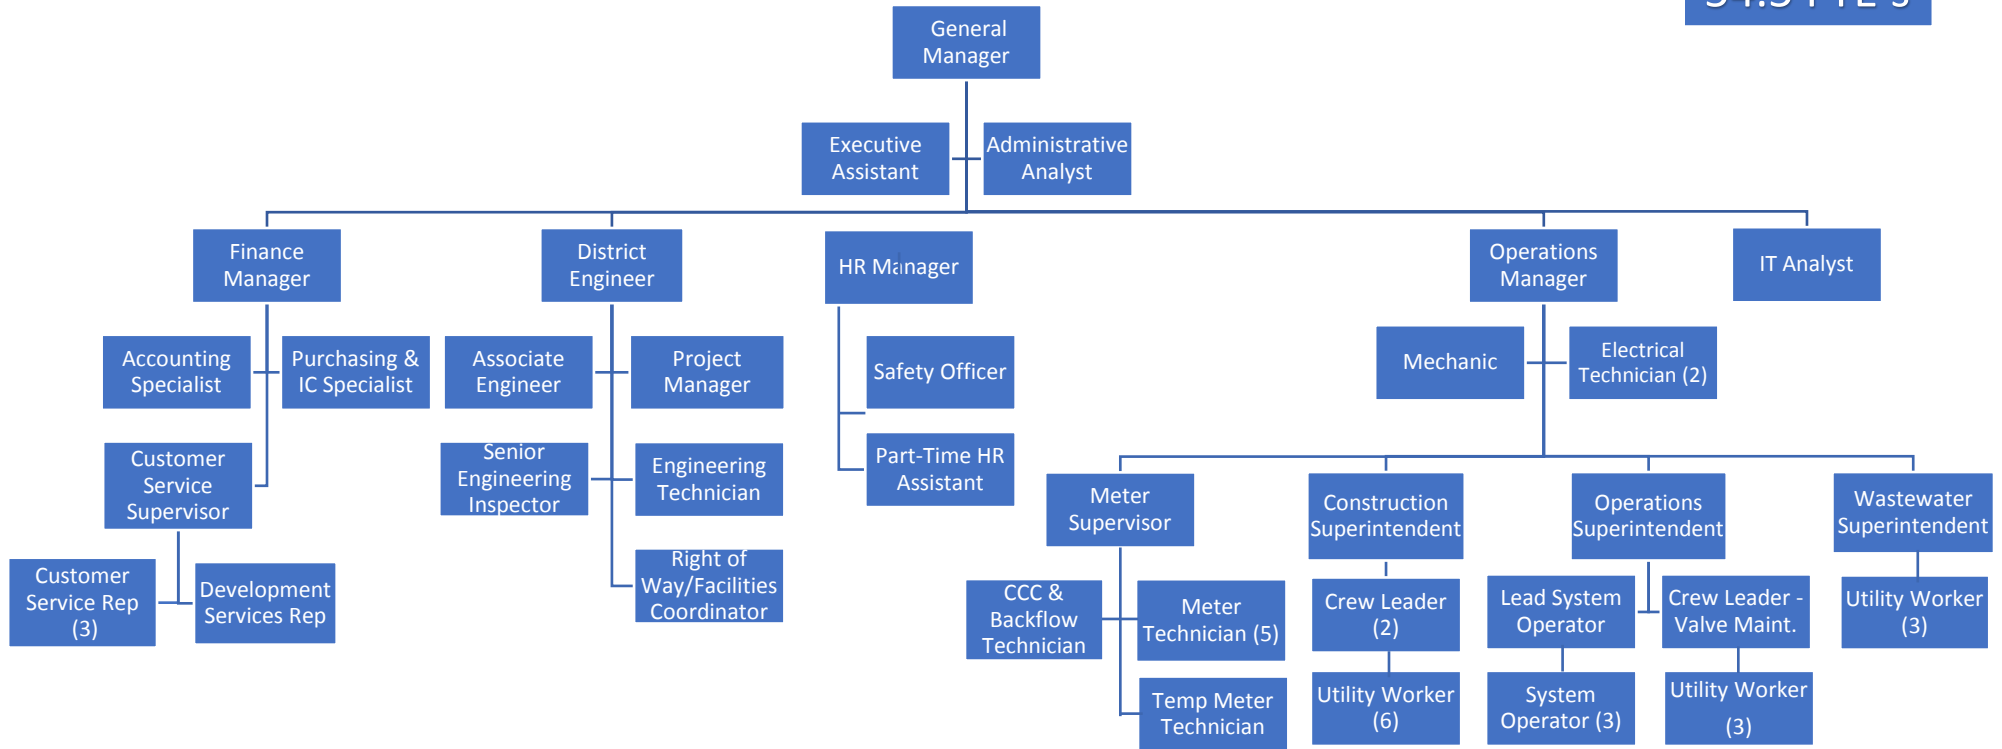 General
Manager
Executive
Assistant
Administrative
Analyst
Finance
Manager
District
Engineer
HR Manager
Operations
Manager
IT Analyst
Accounting
Specialist
Purchasing &
IC Specialist
Associate
Engineer
Project
Manager
Safety Officer
Mechanic
Electrical
Technician (2)
Customer
Service
Supervisor
Senior
Engineering
Inspector
Engineering
Technician
Part-Time HR
Assistant
Meter
Supervisor
Construction
Superintendent
Operations
Superintendent
Wastewater
Superintendent
Customer
Service Rep
(3)
Development
Services Rep
Right of
Way/Facilities
Coordinator
CCC &
Backflow
Technician
Meter
Technician (5)
Crew Leader
(2)
Lead System
Operator
Crew Leader -
Valve Maint.
Utility Worker
(3)
Temp Meter
Technician
Utility Worker
(6)
System
Operator (3)
Utility Worker
(3)